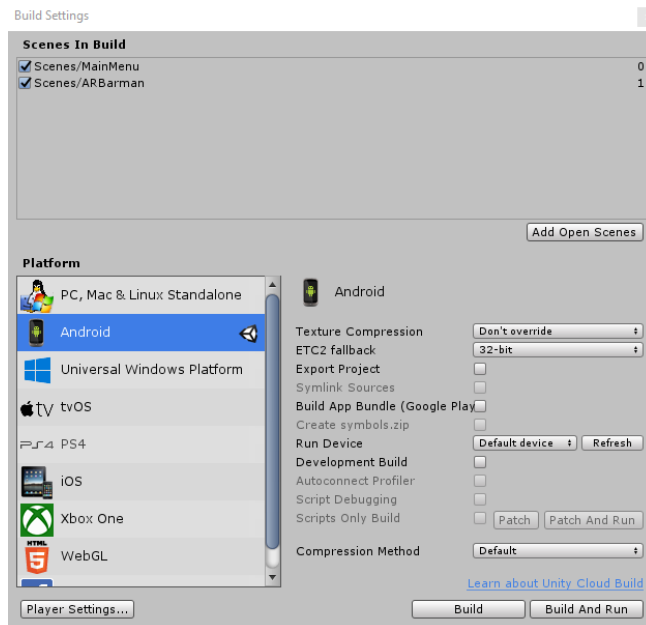 Build Settings
Scenes In Build
Scenes/MainMenu 0
Scenes/ARBarman 1
Add Open Scenes
Platform
PC, Mac & Linux Standalone
Android
Universal Windows Platform
tv tvOS
PS4 PS4
iOS
Xbox One
HTML
5 WebGL
Android
Texture Compression Don't override
ETC2 fallback 32-bit
Export Project
Symlink Sources
Build App Bundle (Google Play
Create symbols.zip
Run Device Default device Refresh
Development Build
Autoconnect Profiler
Script Debugging
Scripts Only Build Patch Patch And Run
Compression Method Default
Learn about Unity Cloud Build
Player Settings... Build Build And Run